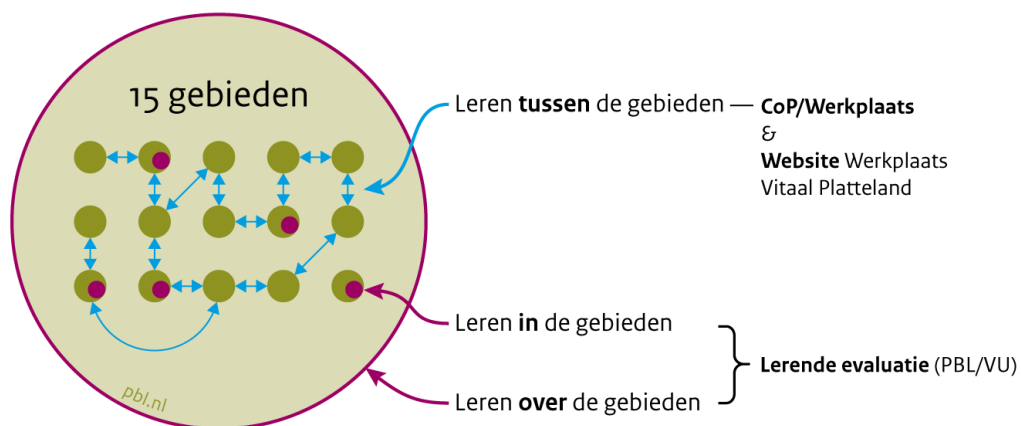 15 gebieden
Leren tussen de gebieden
CoP/Werkplaats
&
Website Werkplaats
Vitaal Platteland
Leren in de gebieden
Leren over de gebieden
Lerende evaluatie (PBL/VU)
pbl.nl